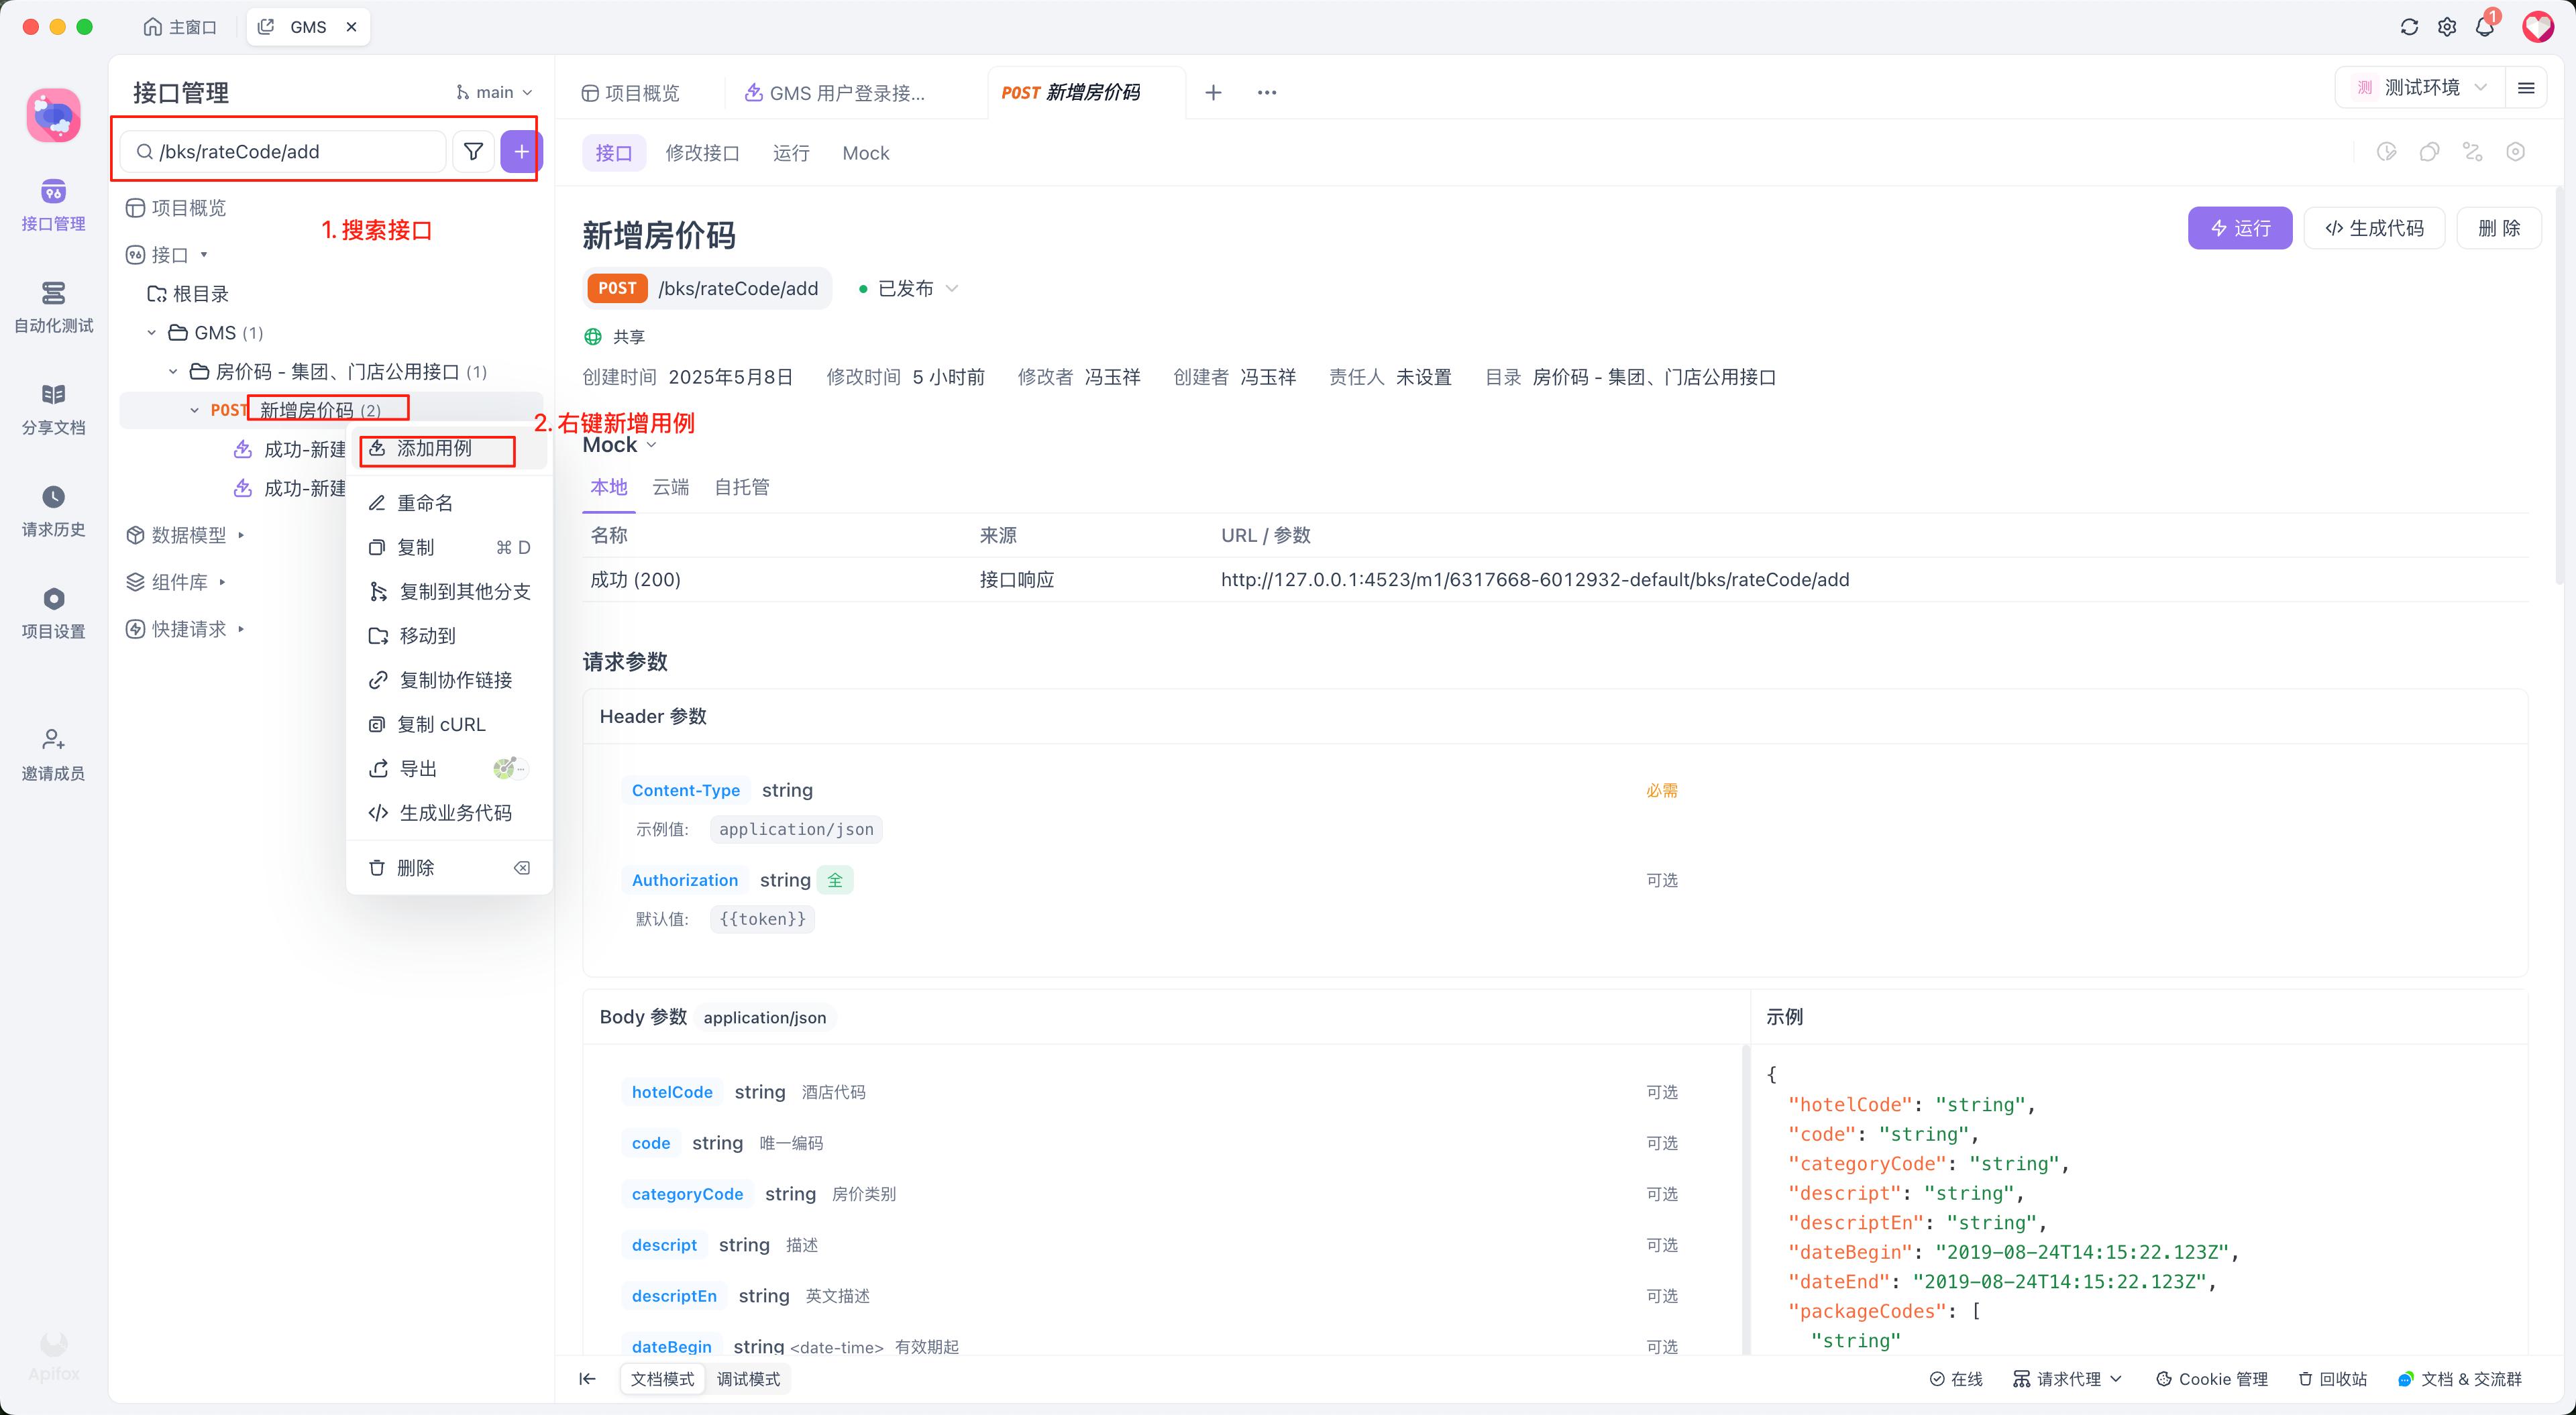 主窗口
GMS
1
接口管理
main
项目概览
GMS 用户登录接...
POST 新增房价码
测 测试环境
/bks/rateCode/add
接口 修改接口 运行 Mock
接口管理
自动化测试
分享文档
请求历史
项目设置
邀请成员
Apifox
项目概览
1. 搜索接口
接口
根目录
GMS (1)
房价码 - 集团、门店公用接口 (1)
POST 新增房价码 (2)
2. 右键新增用例
成功-新建
成功-新建
数据模型
组件库
快捷请求
添加用例
重命名
复制 ⌘ D
复制到其他分支
移动到
复制协作链接
复制 cURL
导出
生成业务代码
删除
新增房价码
运行 生成代码 删 除
POST /bks/rateCode/add 已发布
共享
创建时间 2025年5月8日 修改时间 5 小时前 修改者 冯玉祥 创建者 冯玉祥 责任人 未设置 目录 房价码 - 集团、门店公用接口
Mock
本地 云端 自托管
名称 来源 URL / 参数
成功 (200) 接口响应 http://127.0.0.1:4523/m1/6317668-6012932-default/bks/rateCode/add
请求参数
Header 参数
Content-Type string 必需
示例值: application/json
Authorization string 全 可选
默认值: {{token}}
Body 参数 application/json
hotelCode string 酒店代码 可选
code string 唯一编码 可选
categoryCode string 房价类别 可选
descript string 描述 可选
descriptEn string 英文描述 可选
dateBegin string <date-time> 有效期起 可选
示例
{
"hotelCode": "string",
"code": "string",
"categoryCode": "string",
"descript": "string",
"descriptEn": "string",
"dateBegin": "2019-08-24T14:15:22.123Z",
"dateEnd": "2019-08-24T14:15:22.123Z",
"packageCodes": [
"string"
文档模式 调试模式
在线 请求代理 Cookie 管理 回收站 文档 & 交流群